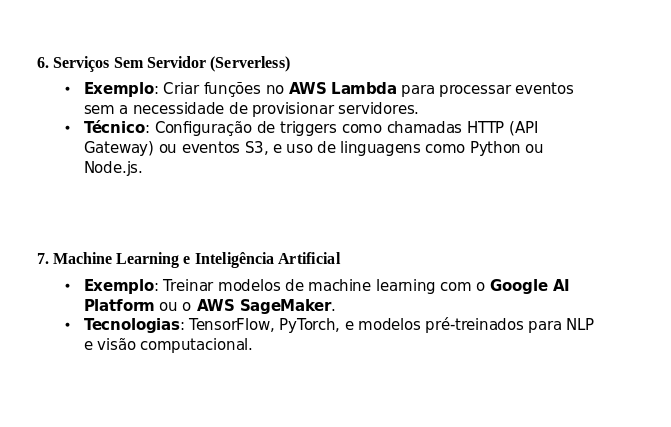 6. Serviços Sem Servidor (Serverless)
• Exemplo: Criar funções no AWS Lambda para processar eventos
sem a necessidade de provisionar servidores.
• Técnico: Configuração de triggers como chamadas HTTP (API
Gateway) ou eventos S3, e uso de linguagens como Python ou
Node.js.
7. Machine Learning e Inteligência Artificial
• Exemplo: Treinar modelos de machine learning com o Google AI
Platform ou o AWS SageMaker.
• Tecnologias: TensorFlow, PyTorch, e modelos pré-treinados para NLP
e visão computacional.